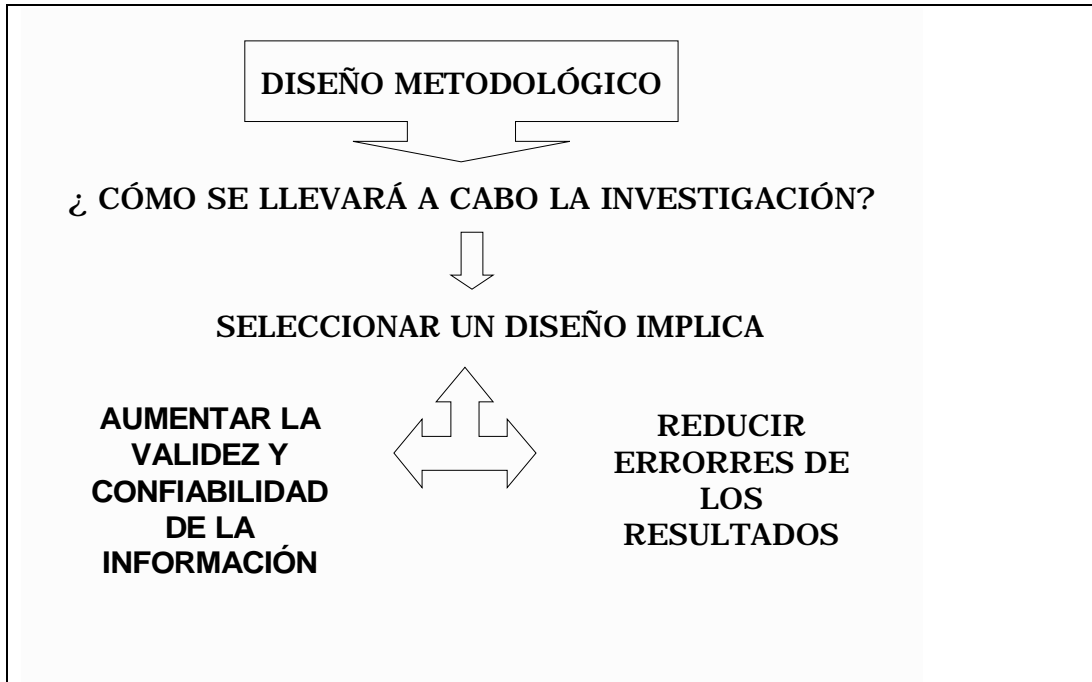 DISEÑO METODOLÓGICO
¿ CÓMO SE LLEVARÁ A CABO LA INVESTIGACIÓN?
SELECCIONAR UN DISEÑO IMPLICA
AUMENTAR LA
VALIDEZ Y
CONFIABILIDAD
DE LA
INFORMACIÓN
REDUCIR
ERRORRES DE
LOS
RESULTADOS